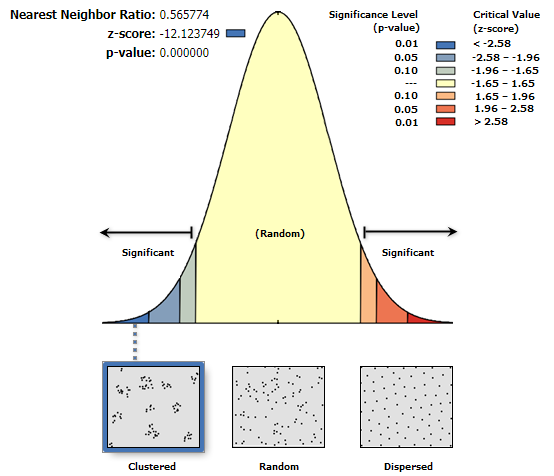 Nearest Neighbor Ratio: 0.565774
z-score: -12.123749
p-value: 0.000000
Significance Level
(p-value)
Critical Value
(z-score)
0.01 < -2.58
0.05 -2.58 – -1.96
0.10 -1.96 – -1.65
--- -1.65 – 1.65
0.10 1.65 – 1.96
0.05 1.96 – 2.58
0.01 > 2.58
(Random)
Significant
Significant
Clustered
Random
Dispersed